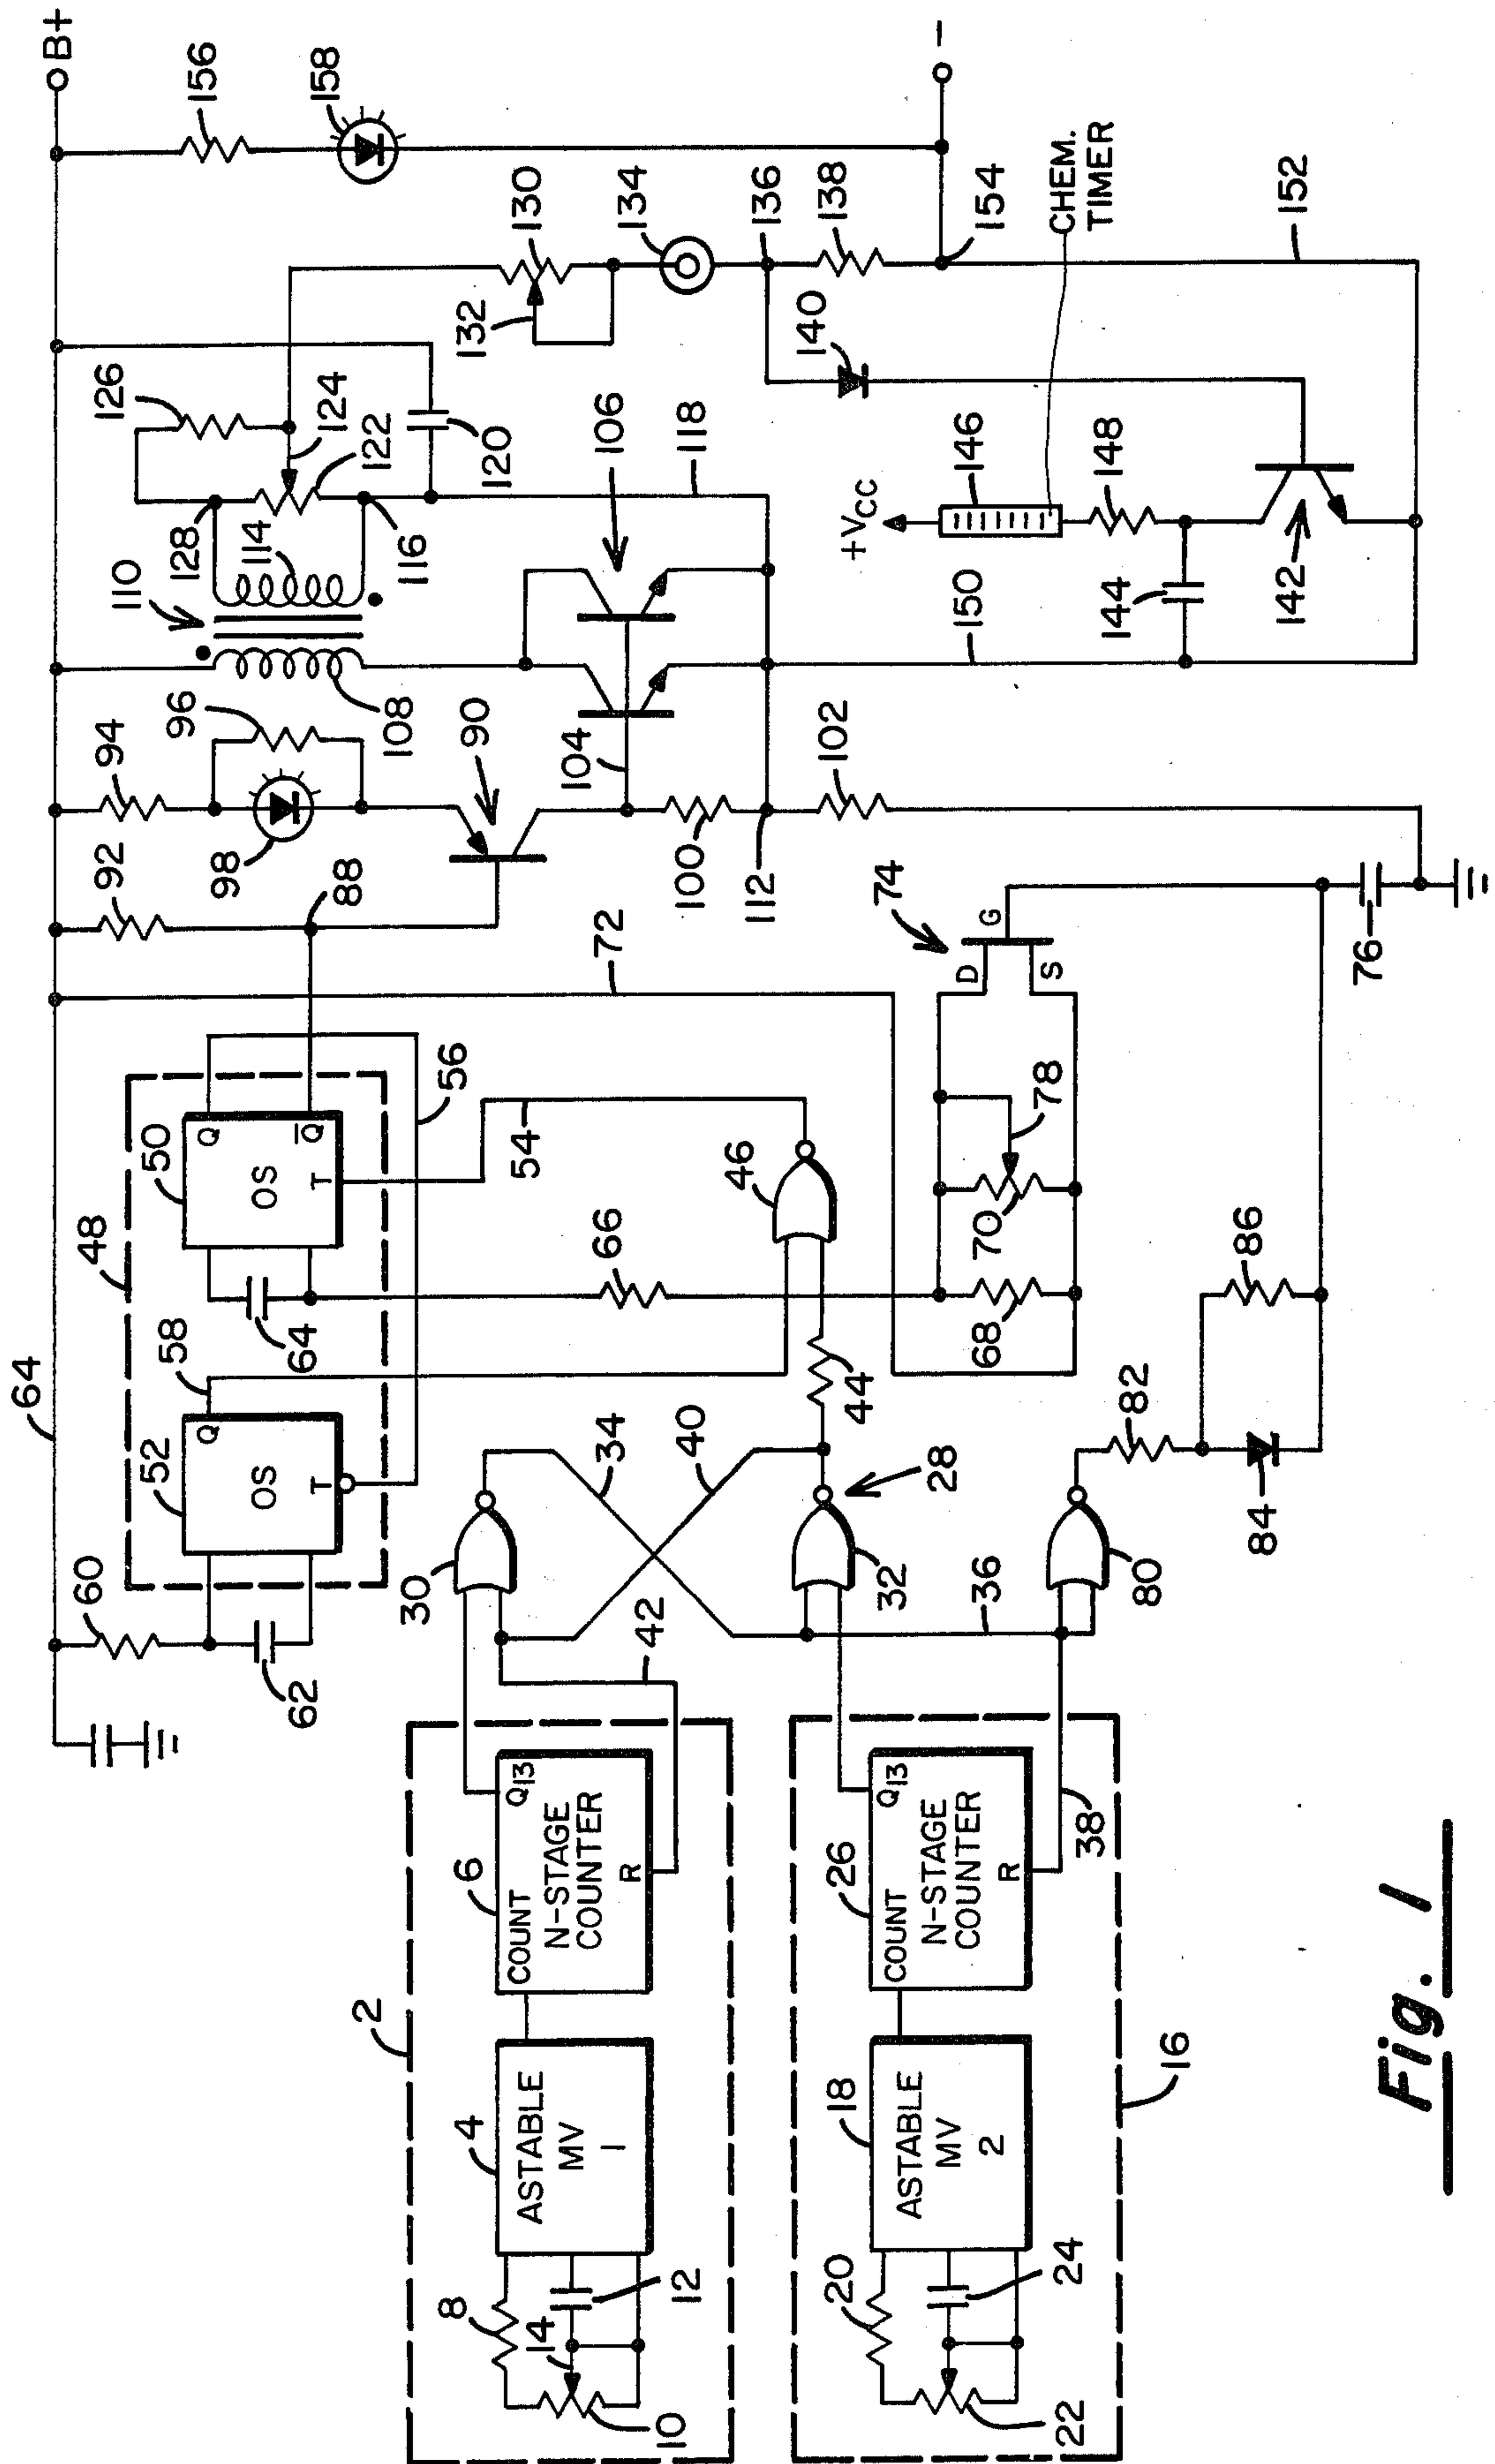 B+
64
60
62
52
OS
Q
T
58
48
50
OS
Q
Q̅
T
64
56
92
88
94
96
98
90
110
108
114
128
116
126
124
122
120
118
106
104
100
112
102
156
158
130
132
134
136
138
–
154
140
+VCC
146
148
144
142
150
152
CHEM.
TIMER
72
74
D
G
S
76
78
70
68
66
54
46
44
30
34
40
28
32
36
42
80
82
84
86
2
4
ASTABLE
MV
1
6
COUNT
Q13
N-STAGE
COUNTER
R
8
14
10
12
16
18
ASTABLE
MV
2
26
COUNT
Q13
N-STAGE
COUNTER
R
38
20
22
24
Fig. 1